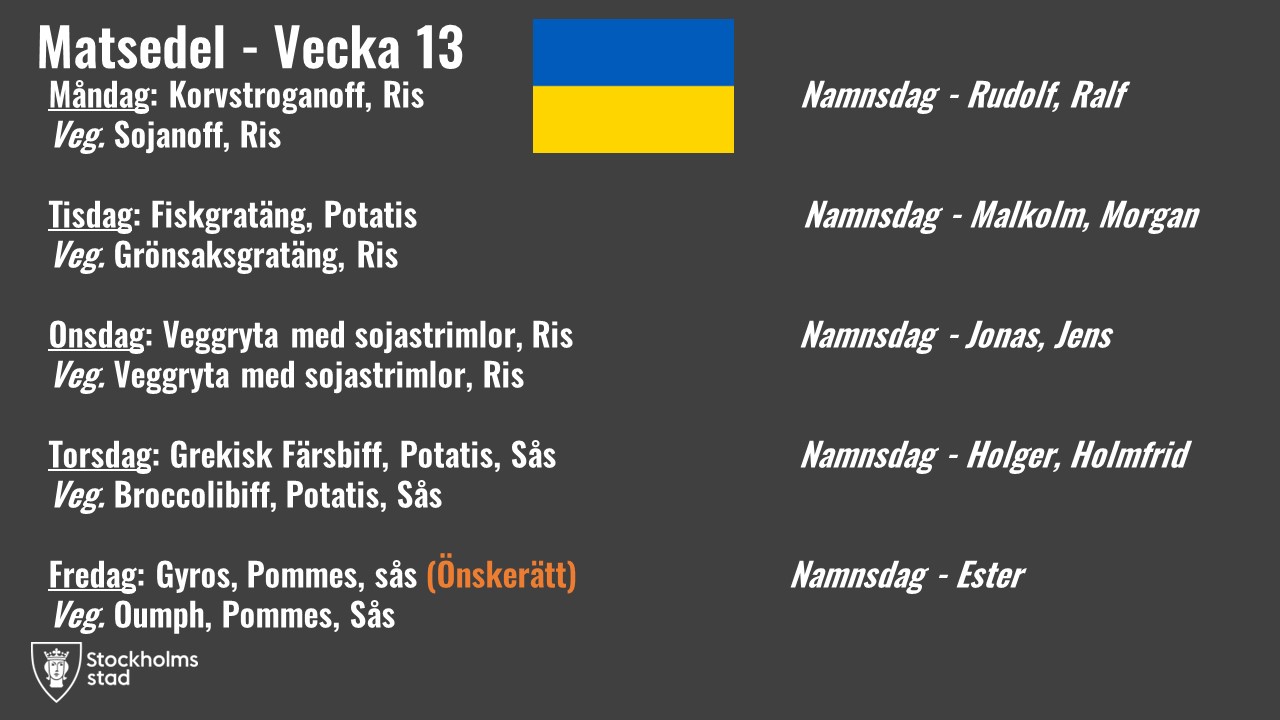 Matsedel - Vecka 13
Måndag: Korvstroganoff, Ris
Namnsdag - Rudolf, Ralf
Veg. Sojanoff, Ris
Tisdag: Fiskgratäng, Potatis
Namnsdag - Malkolm, Morgan
Veg. Grönsaksgratäng, Ris
Onsdag: Veggryta med sojastrimlor, Ris
Namnsdag - Jonas, Jens
Veg. Veggryta med sojastrimlor, Ris
Torsdag: Grekisk Färsbiff, Potatis, Sås
Namnsdag - Holger, Holmfrid
Veg. Broccolibiff, Potatis, Sås
Fredag: Gyros, Pommes, sås (Önskerätt)
Namnsdag - Ester
Veg. Oumph, Pommes, Sås
Stockholms
stad